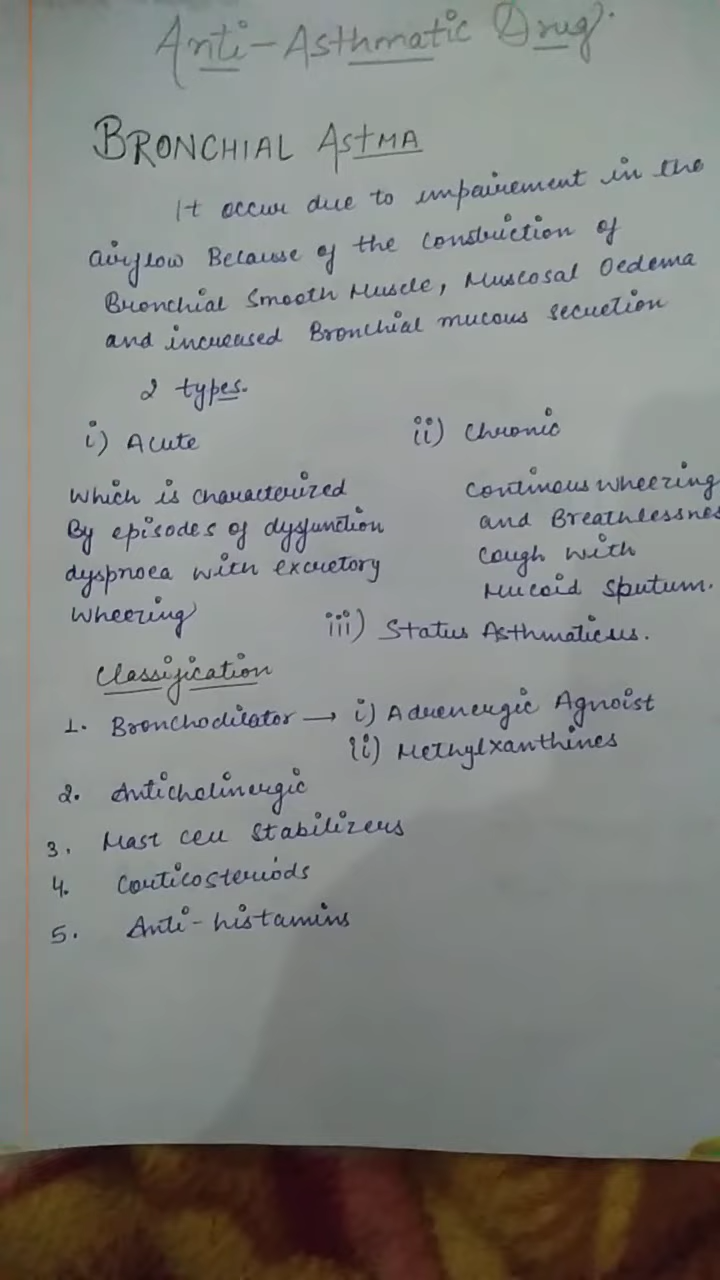 Anti-Asthmatic Drug.
BRONCHIAL ASTMA
It occur due to impairement in the
airflow Because of the constriction of
Bronchial Smooth Muscle, Muscosal Oedema
and increased Bronchial mucous secretion
2 types.
i) Acute
ii) Chronic
Which is characterized
By episodes of dysfunction
dyspnoea with excretory
wheezing
Continous wheezing
and Breathlessnes
cough with
Mucoid Sputum.
iii) Status Asthmaticus.
Classification
1. Bronchodilator → i) Adrenergic Agnoist
ii) Methylxanthines
2. Anticholinergic
3. Mast cell stabilizers
4. Corticosteriods
5. Anti-histamins